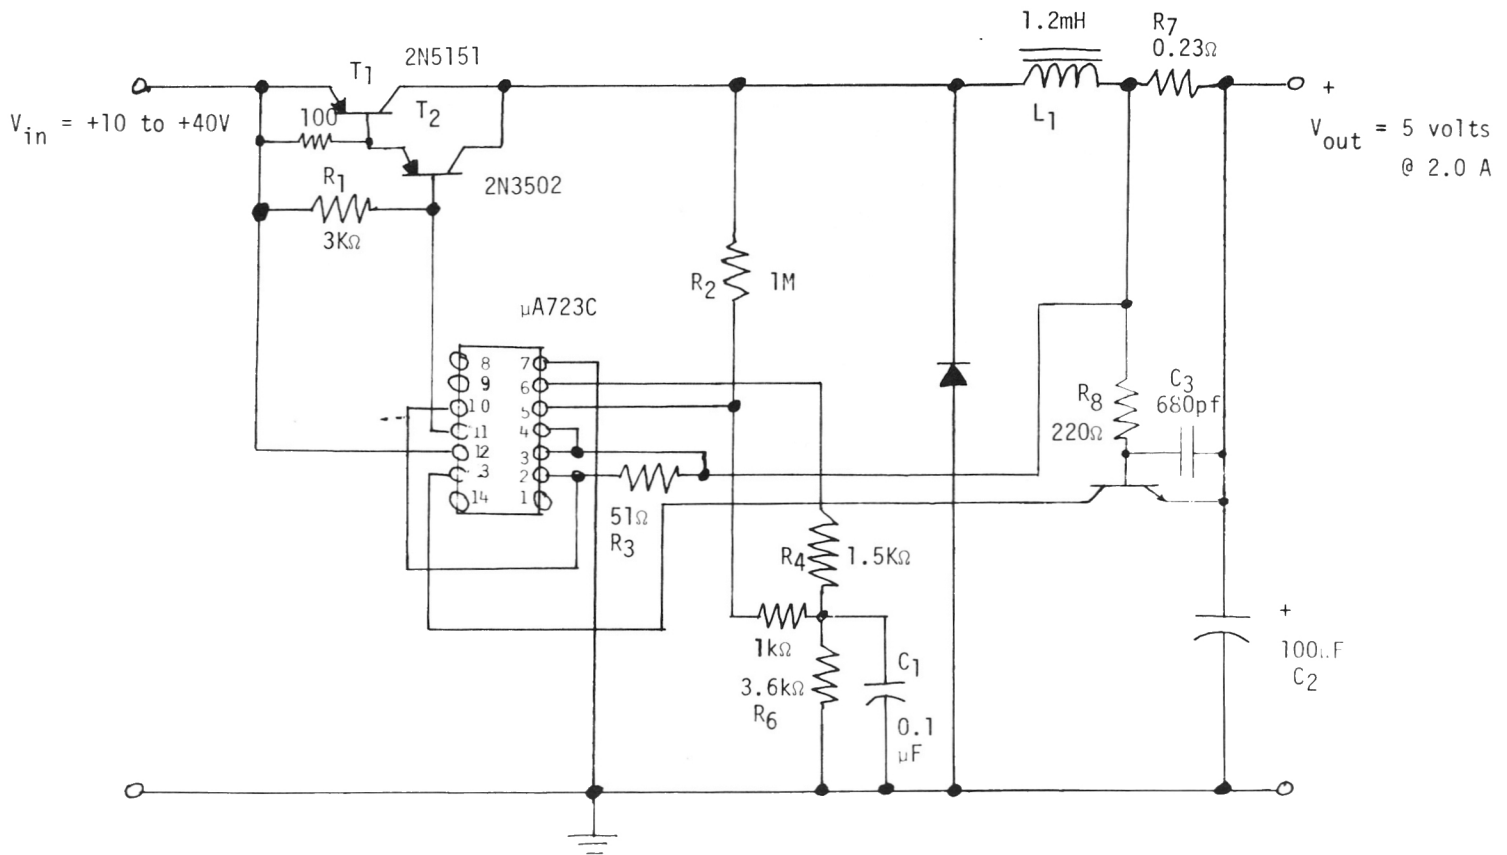 1.2mH
R7
0.23Ω
T1
2N5151
L1
+
Vin = +10 to +40V
100
T2
Vout = 5 volts
@ 2.0 A
R1
3KΩ
2N3502
R2
1M
μA723C
8
7
9
6
10
5
11
4
12
3
3
2
14
1
C3
680pf
R8
220Ω
51Ω
R3
R4
1.5KΩ
1kΩ
3.6kΩ
R6
C1
0.1
μF
+
100μF
C2